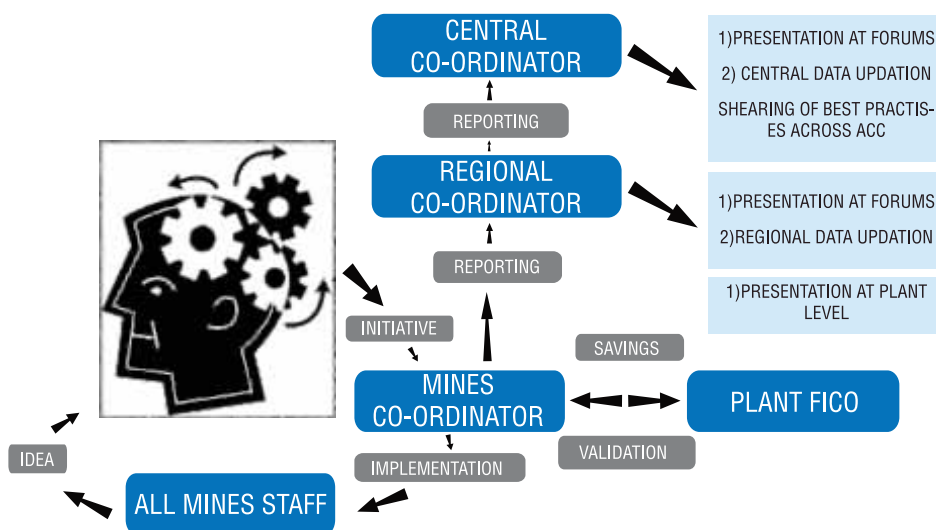 CENTRAL
CO-ORDINATOR
1)PRESENTATION AT FORUMS
2) CENTRAL DATA UPDATION
SHEARING OF BEST PRACTIS-
ES ACROSS ACC
REPORTING
REGIONAL
CO-ORDINATOR
1)PRESENTATION AT FORUMS
2)REGIONAL DATA UPDATION
REPORTING
1)PRESENTATION AT PLANT
LEVEL
INITIATIVE
SAVINGS
MINES
CO-ORDINATOR
PLANT FICO
VALIDATION
IDEA
IMPLEMENTATION
ALL MINES STAFF